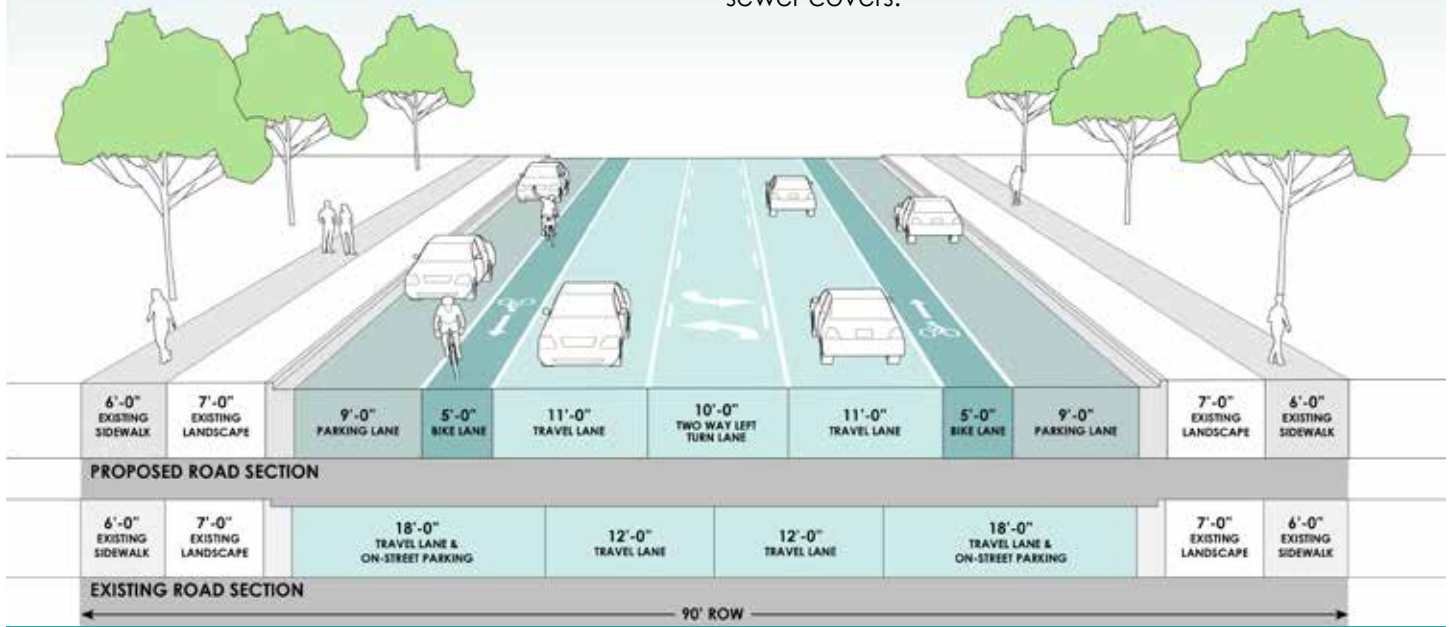 sewer covers.
6'-0"
EXISTING
SIDEWALK
7'-0"
EXISTING
LANDSCAPE
9'-0"
PARKING LANE
5'-0"
BIKE LANE
11'-0"
TRAVEL LANE
10'-0"
TWO WAY LEFT
TURN LANE
11'-0"
TRAVEL LANE
5'-0"
BIKE LANE
9'-0"
PARKING LANE
7'-0"
EXISTING
LANDSCAPE
6'-0"
EXISTING
SIDEWALK
PROPOSED ROAD SECTION
6'-0"
EXISTING
SIDEWALK
7'-0"
EXISTING
LANDSCAPE
18'-0"
TRAVEL LANE &
ON-STREET PARKING
12'-0"
TRAVEL LANE
12'-0"
TRAVEL LANE
18'-0"
TRAVEL LANE &
ON-STREET PARKING
7'-0"
EXISTING
LANDSCAPE
6'-0"
EXISTING
SIDEWALK
EXISTING ROAD SECTION
90' ROW